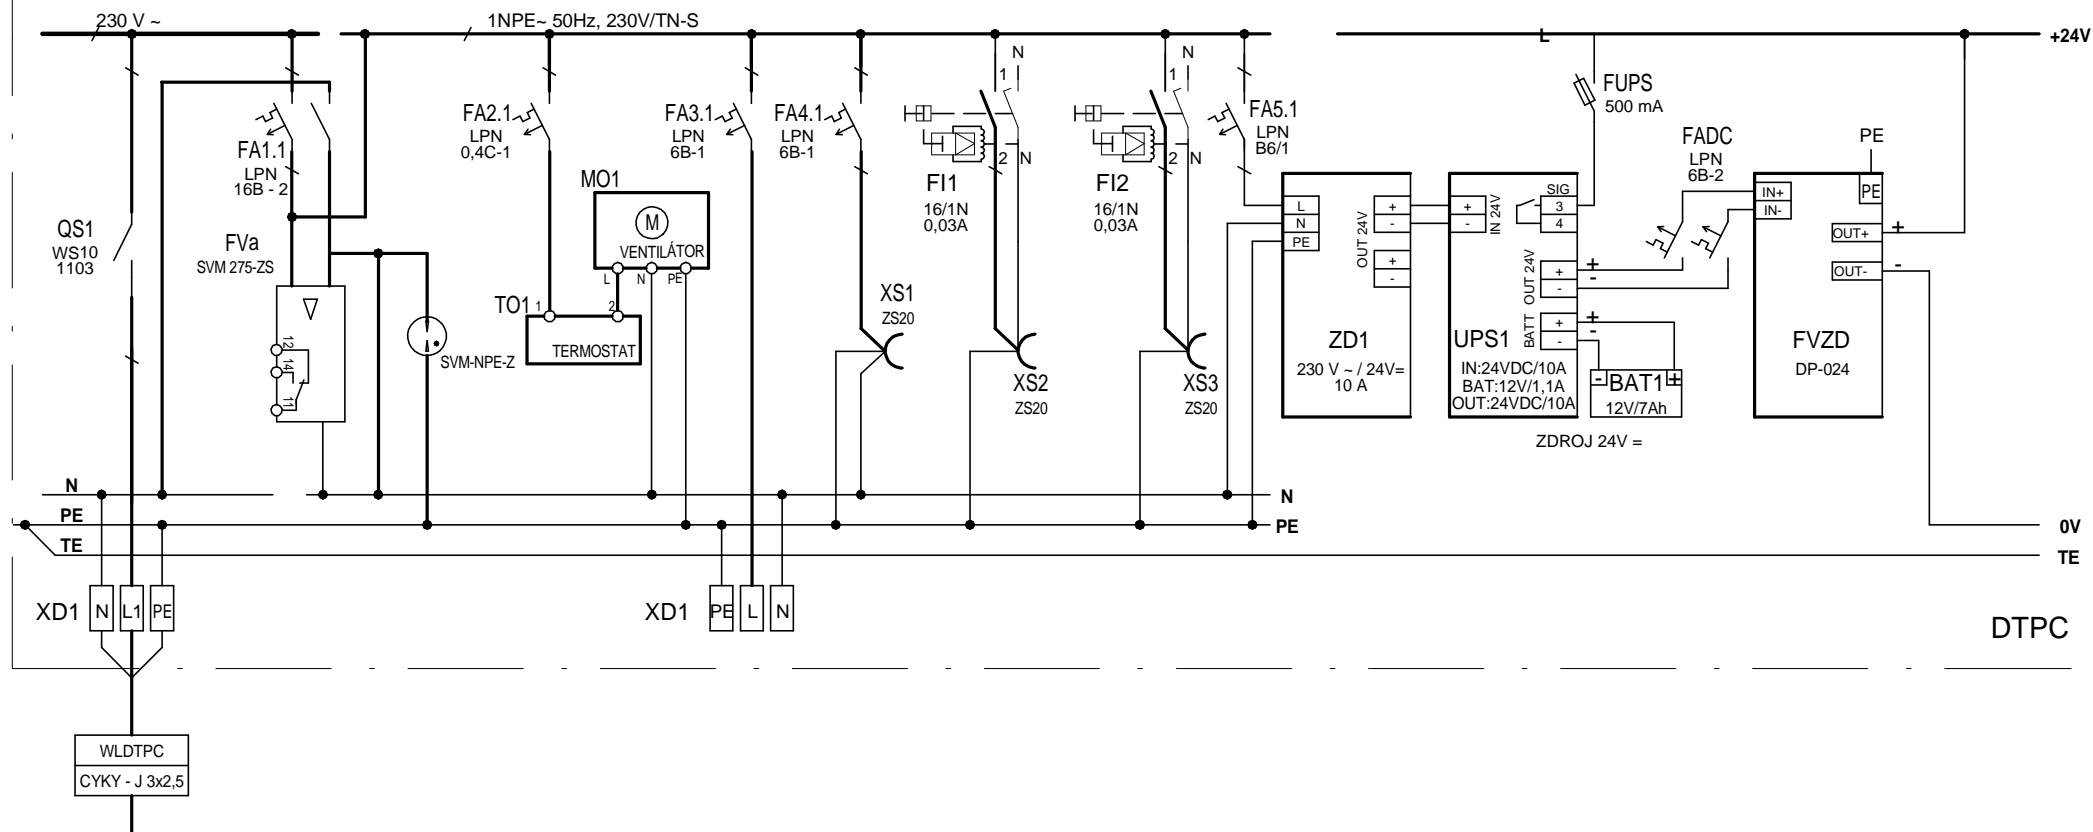 230 V ~
1NPE~ 50Hz, 230V/TN-S
L
+24V
QS1
WS10
1103
FA1.1
LPN
16B - 2
FVa
SVM 275-ZS
12
14
11
SVM-NPE-Z
FA2.1
LPN
0,4C-1
MO1
M
VENTILÁTOR
L
N
PE
TO1
1
2
TERMOSTAT
FA3.1
LPN
6B-1
FA4.1
LPN
6B-1
XS1
ZS20
N
1
2
N
FI1
16/1N
0,03A
XS2
ZS20
N
1
2
N
FI2
16/1N
0,03A
XS3
ZS20
FA5.1
LPN
B6/1
L
N
PE
+
-
OUT 24V
+
-
ZD1
230 V ~ / 24V=
10 A
+
-
IN 24V
SIG
3
4
+
-
OUT 24V
+
-
+
-
BATT
+
-
UPS1
IN:24VDC/10A
BAT:12V/1,1A
OUT:24VDC/10A
- BAT1 +
12V/7Ah
ZDROJ 24V =
FUPS
500 mA
FADC
LPN
6B-2
PE
PE
IN+
IN-
OUT+
+
OUT-
-
FVZD
DP-024
N
PE
TE
N
PE
0V
TE
XD1
N
L1
PE
XD1
PE
L
N
DTPC
WLDTPC
CYKY - J 3x2,5